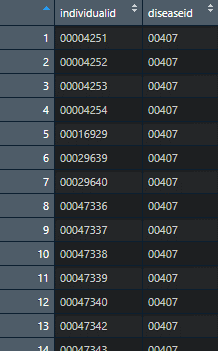 individualid diseaseid
1 00004251 00407
2 00004252 00407
3 00004253 00407
4 00004254 00407
5 00016929 00407
6 00029639 00407
7 00029640 00407
8 00047336 00407
9 00047337 00407
10 00047338 00407
11 00047339 00407
12 00047340 00407
13 00047342 00407
14 00047343 00407